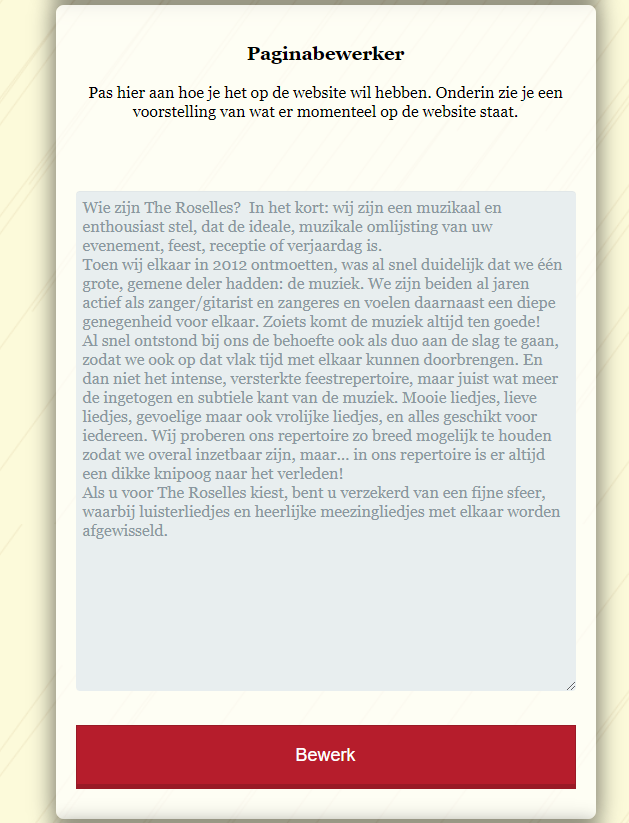 Paginabewerker
Pas hier aan hoe je het op de website wil hebben. Onderin zie je een
voorstelling van wat er momenteel op de website staat.
Wie zijn The Roselles?  In het kort: wij zijn een muzikaal en
enthousiast stel, dat de ideale, muzikale omlijsting van uw
evenement, feest, receptie of verjaardag is.
Toen wij elkaar in 2012 ontmoetten, was al snel duidelijk dat we één
grote, gemene deler hadden: de muziek. We zijn beiden al jaren
actief als zanger/gitarist en zangeres en voelen daarnaast een diepe
genegenheid voor elkaar. Zoiets komt de muziek altijd ten goede!
Al snel ontstond bij ons de behoefte ook als duo aan de slag te gaan,
zodat we ook op dat vlak tijd met elkaar kunnen doorbrengen. En
dan niet het intense, versterkte feestrepertoire, maar juist wat meer
de ingetogen en subtiele kant van de muziek. Mooie liedjes, lieve
liedjes, gevoelige maar ook vrolijke liedjes, en alles geschikt voor
iedereen. Wij proberen ons repertoire zo breed mogelijk te houden
zodat we overal inzetbaar zijn, maar... in ons repertoire is er altijd
een dikke knipoog naar het verleden!
Als u voor The Roselles kiest, bent u verzekerd van een fijne sfeer,
waarbij luisterliedjes en heerlijke meezingliedjes met elkaar worden
afgewisseld.
Bewerk